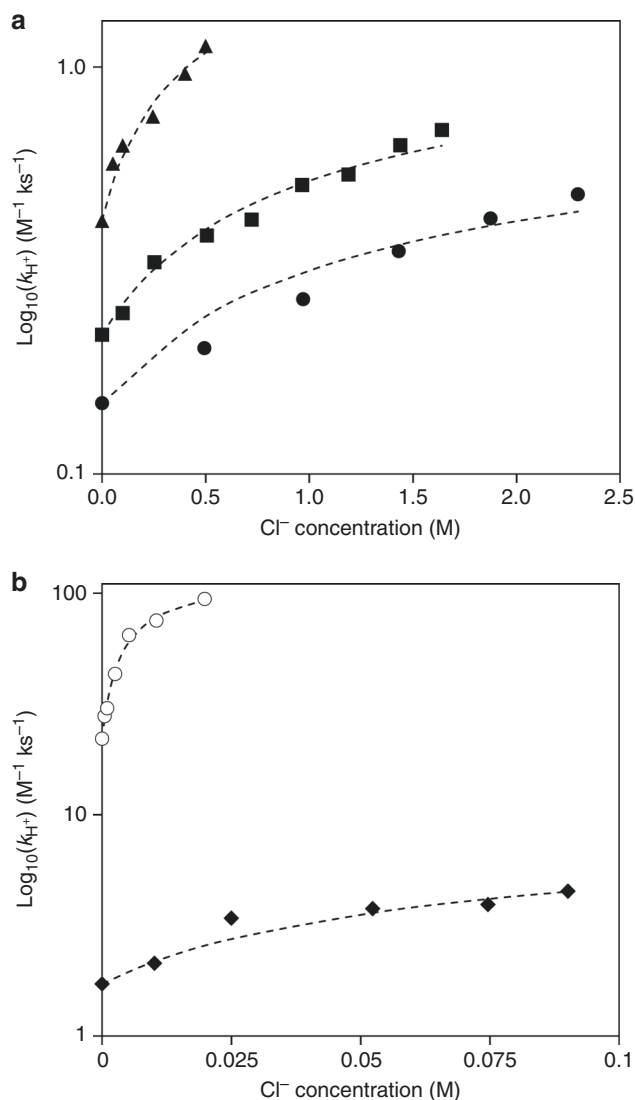 a
1.0
0.1
Log₁₀(k_H⁺) (M⁻¹ ks⁻¹)
0.0 0.5 1.0 1.5 2.0 2.5
Cl⁻ concentration (M)
b
100
10
1
Log₁₀(k_H⁺) (M⁻¹ ks⁻¹)
0 0.025 0.05 0.075 0.1
Cl⁻ concentration (M)